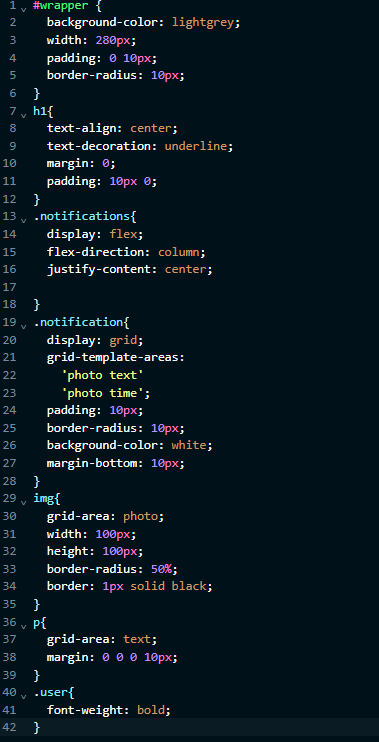 1 #wrapper {
2   background-color: lightgrey;
3   width: 280px;
4   padding: 0 10px;
5   border-radius: 10px;
6 }
7 h1{
8   text-align: center;
9   text-decoration: underline;
10   margin: 0;
11   padding: 10px 0;
12 }
13 .notifications{
14   display: flex;
15   flex-direction: column;
16   justify-content: center;
17
18 }
19 .notification{
20   display: grid;
21   grid-template-areas:
22     'photo text'
23     'photo time';
24   padding: 10px;
25   border-radius: 10px;
26   background-color: white;
27   margin-bottom: 10px;
28 }
29 img{
30   grid-area: photo;
31   width: 100px;
32   height: 100px;
33   border-radius: 50%;
34   border: 1px solid black;
35 }
36 p{
37   grid-area: text;
38   margin: 0 0 0 10px;
39 }
40 .user{
41   font-weight: bold;
42 }